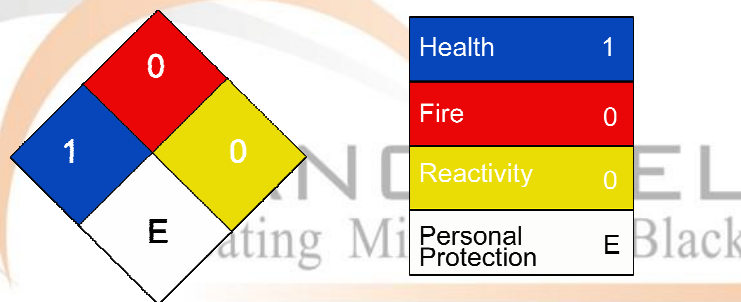 0
1
0
E
Health 1
Fire 0
Reactivity 0
Personal
Protection E
ating Mi
Black